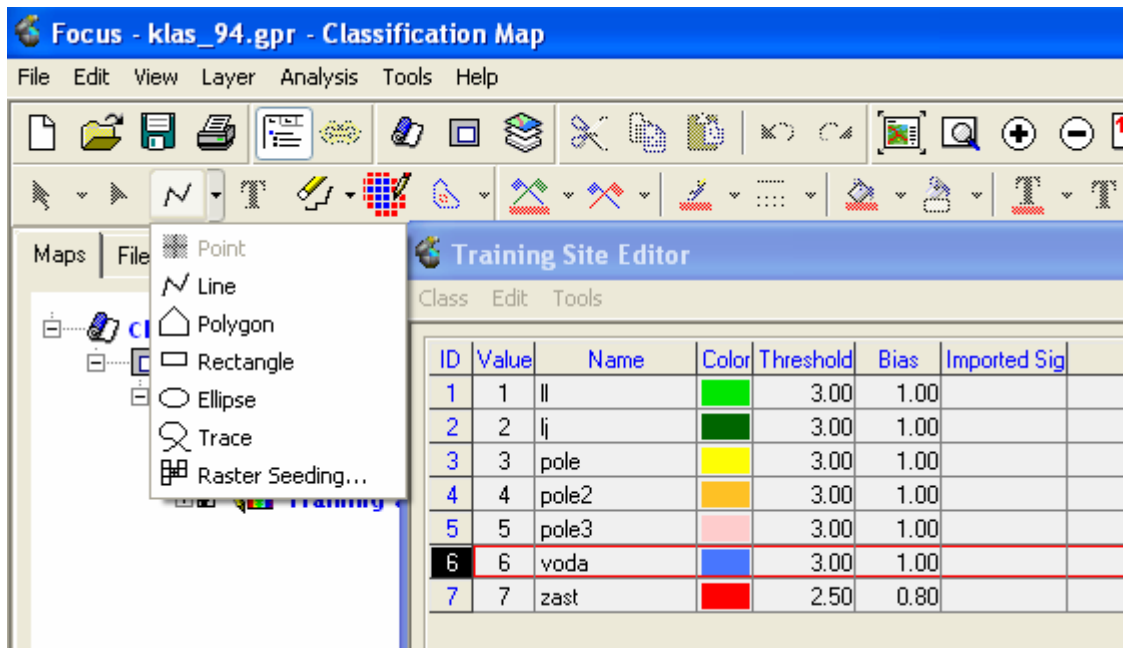 Focus - klas_94.gpr - Classification Map
File Edit View Layer Analysis Tools Help
Maps File
Point
Line
Polygon
Rectangle
Ellipse
Trace
Raster Seeding...
Training Site Editor
Class Edit Tools
ID Value Name Color Threshold Bias Imported Sig
1 1 ll 3.00 1.00
2 2 lj 3.00 1.00
3 3 pole 3.00 1.00
4 4 pole2 3.00 1.00
5 5 pole3 3.00 1.00
6 6 voda 3.00 1.00
7 7 zast 2.50 0.80